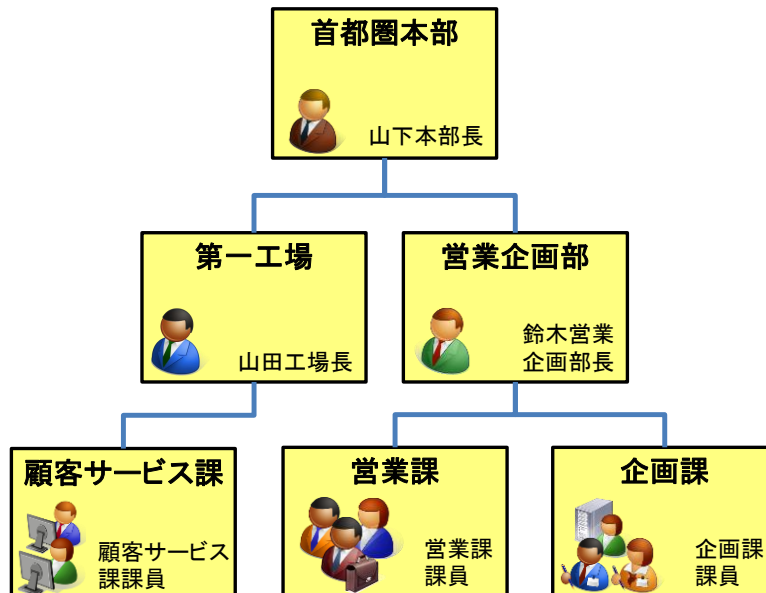 首都圏本部
山下本部長
第一工場
山田工場長
営業企画部
鈴木営業
企画部長
顧客サービス課
顧客サービス
課課員
営業課
営業課
課員
企画課
企画課
課員